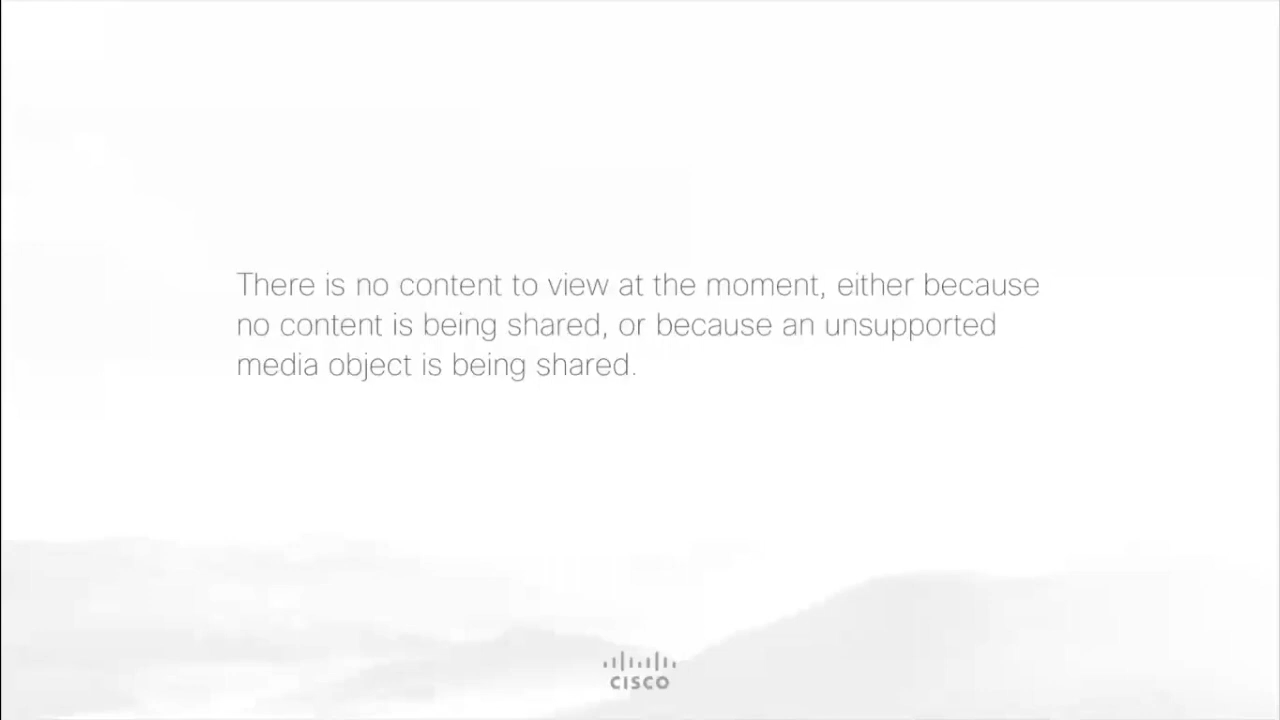 There is no content to view at the moment, either because
no content is being shared, or because an unsupported
media object is being shared.
CISCO